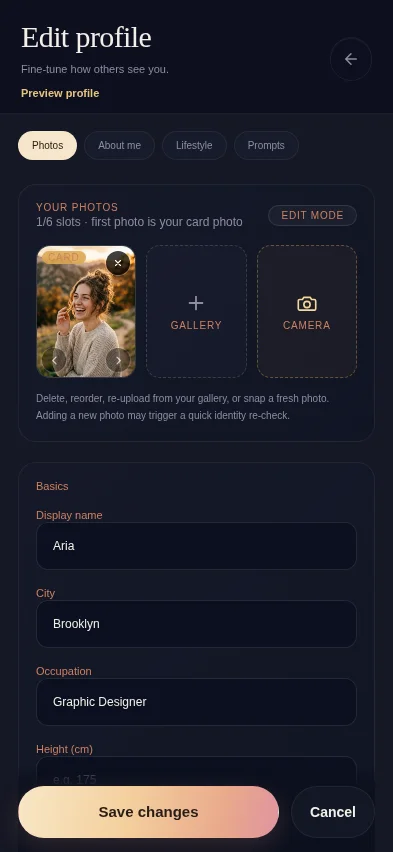 Edit profile
Fine-tune how others see you.
Preview profile
Photos
About me
Lifestyle
Prompts
YOUR PHOTOS
1/6 slots · first photo is your card photo
EDIT MODE
CARD
GALLERY
CAMERA
Delete, reorder, re-upload from your gallery, or snap a fresh photo.
Adding a new photo may trigger a quick identity re-check.
Basics
Display name
Aria
City
Brooklyn
Occupation
Graphic Designer
Height (cm)
e.g. 175
Save changes
Cancel